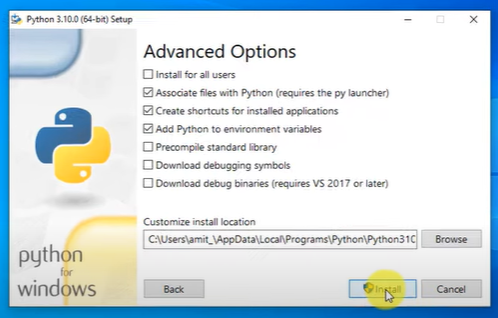 Python 3.10.0 (64-bit) Setup
Advanced Options
Install for all users
Associate files with Python (requires the py launcher)
Create shortcuts for installed applications
Add Python to environment variables
Precompile standard library
Download debugging symbols
Download debug binaries (requires VS 2017 or later)
Customize install location
C:\Users\amit_\AppData\Local\Programs\Python\Python310
Browse
python
for
windows
Back
Install
Cancel